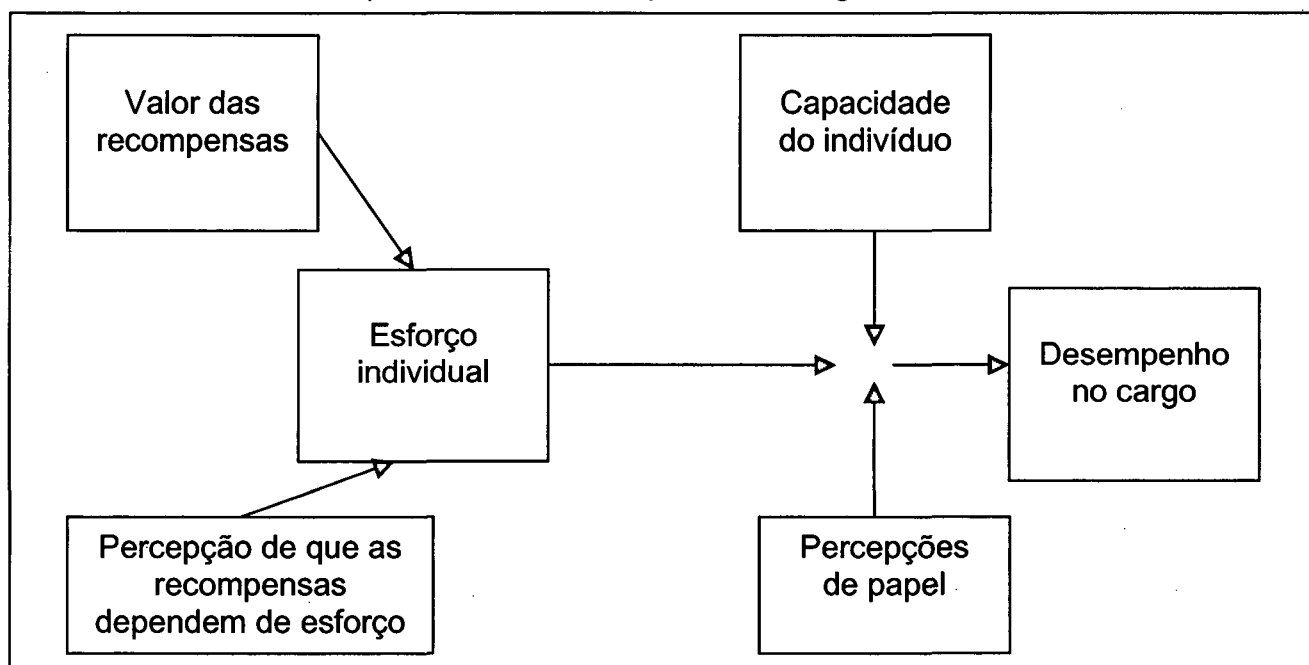 Valor das
recompensas
Capacidade
do indivíduo
Esforço
individual
Desempenho
no cargo
Percepção de que as
recompensas
dependem de esforço
Percepções
de papel